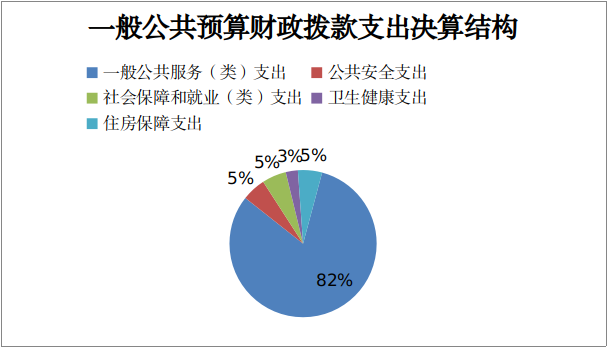 一般公共预算财政拨款支出决算结构
一般公共服务（类）支出 公共安全支出
社会保障和就业（类）支出 卫生健康支出
住房保障支出
5% 5% 3% 5%
82%